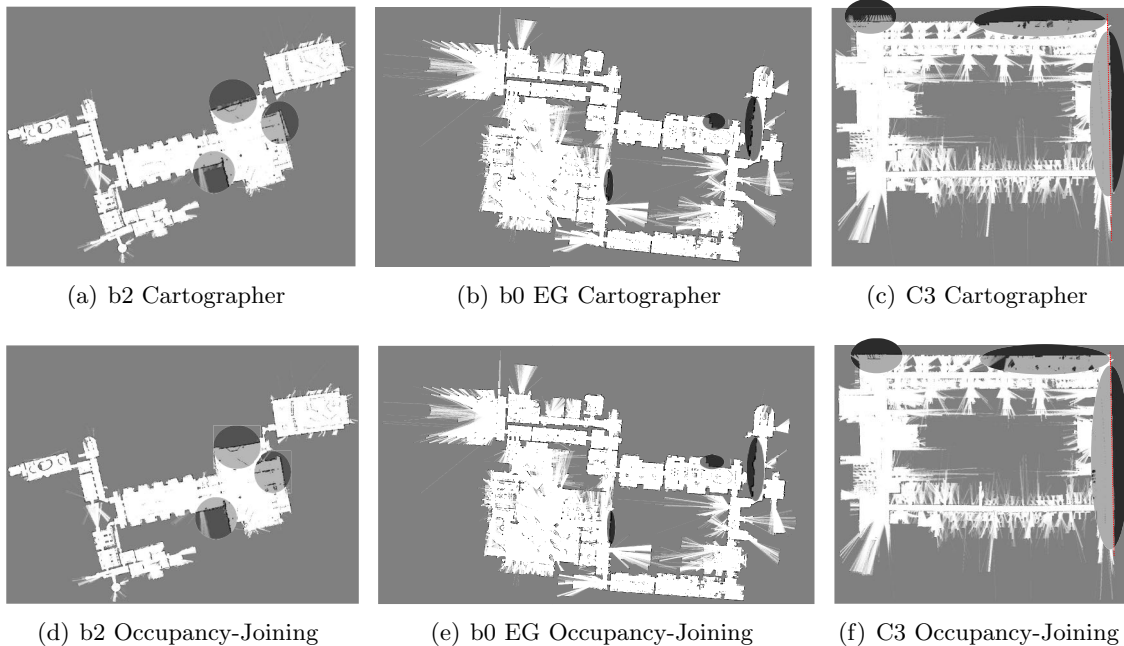 (a) b2 Cartographer
(b) b0 EG Cartographer
(c) C3 Cartographer
(d) b2 Occupancy-Joining
(e) b0 EG Occupancy-Joining
(f) C3 Occupancy-Joining